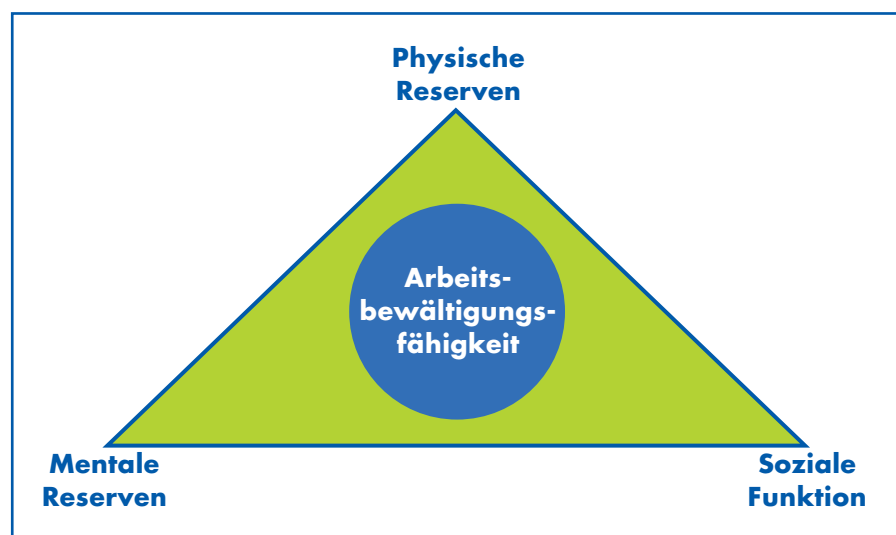 Physische
Reserven
Arbeits-
bewältigungs-
fähigkeit
Mentale
Reserven
Soziale
Funktion